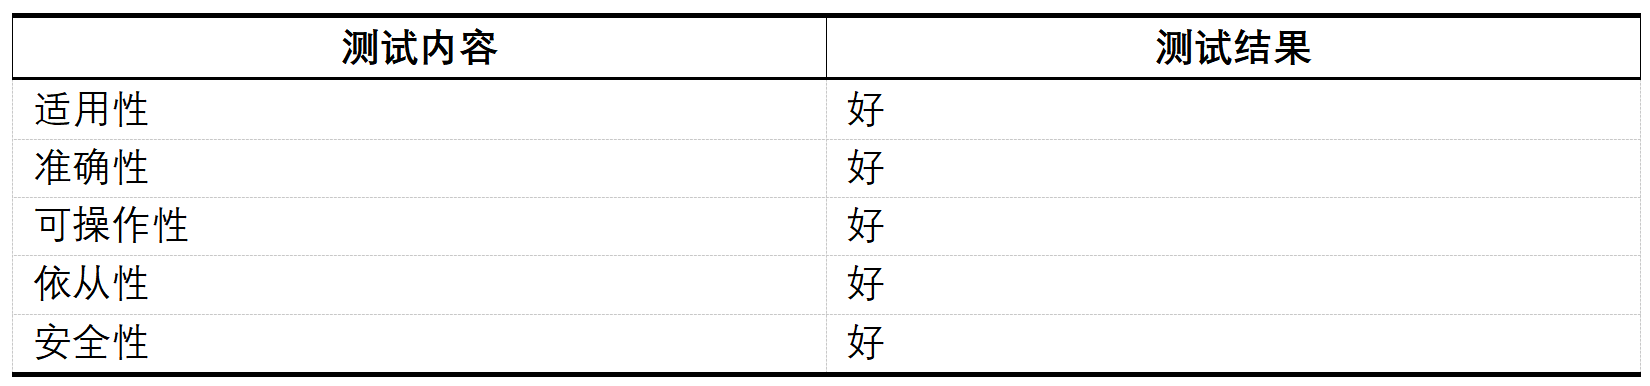 测试内容 测试结果
适用性 好
准确性 好
可操作性 好
依从性 好
安全性 好